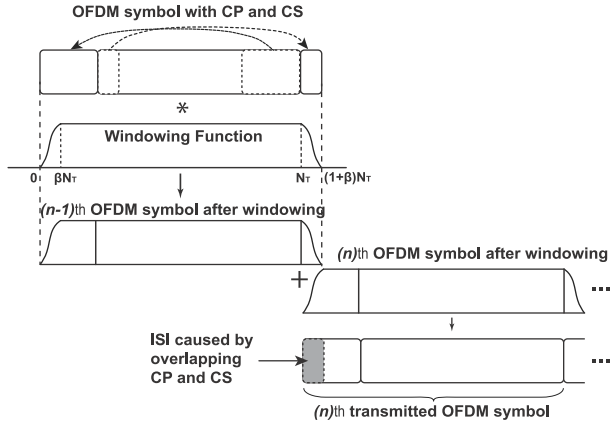 OFDM symbol with CP and CS
*
Windowing Function
0 βNT NT (1+β)NT
(n-1)th OFDM symbol after windowing
(n)th OFDM symbol after windowing
+
...
ISI caused by
overlapping
CP and CS
...
(n)th transmitted OFDM symbol